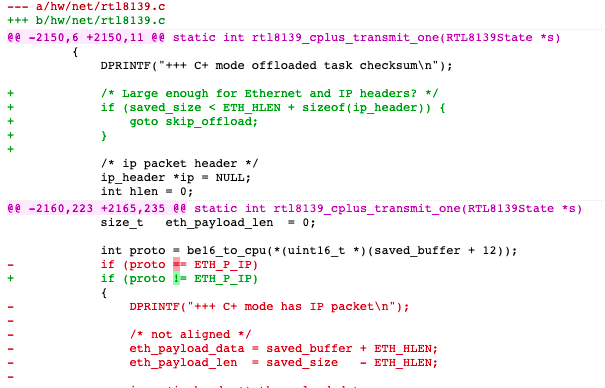 --- a/hw/net/rtl8139.c
+++ b/hw/net/rtl8139.c
@@ -2150,6 +2150,11 @@ static int rtl8139_cplus_transmit_one(RTL8139State *s)
         {
             DPRINTF("+++ C+ mode offloaded task checksum\n");

+            /* Large enough for Ethernet and IP headers? */
+            if (saved_size < ETH_HLEN + sizeof(ip_header)) {
+                goto skip_offload;
+            }
+
             /* ip packet header */
             ip_header *ip = NULL;
             int hlen = 0;
@@ -2160,223 +2165,235 @@ static int rtl8139_cplus_transmit_one(RTL8139State *s)
             size_t   eth_payload_len  = 0;

             int proto = be16_to_cpu(*(uint16_t *)(saved_buffer + 12));
-            if (proto == ETH_P_IP)
+            if (proto != ETH_P_IP)
             {
-                DPRINTF("+++ C+ mode has IP packet\n");
-
-                /* not aligned */
-                eth_payload_data = saved_buffer + ETH_HLEN;
-                eth_payload_len  = saved_size   - ETH_HLEN;
-